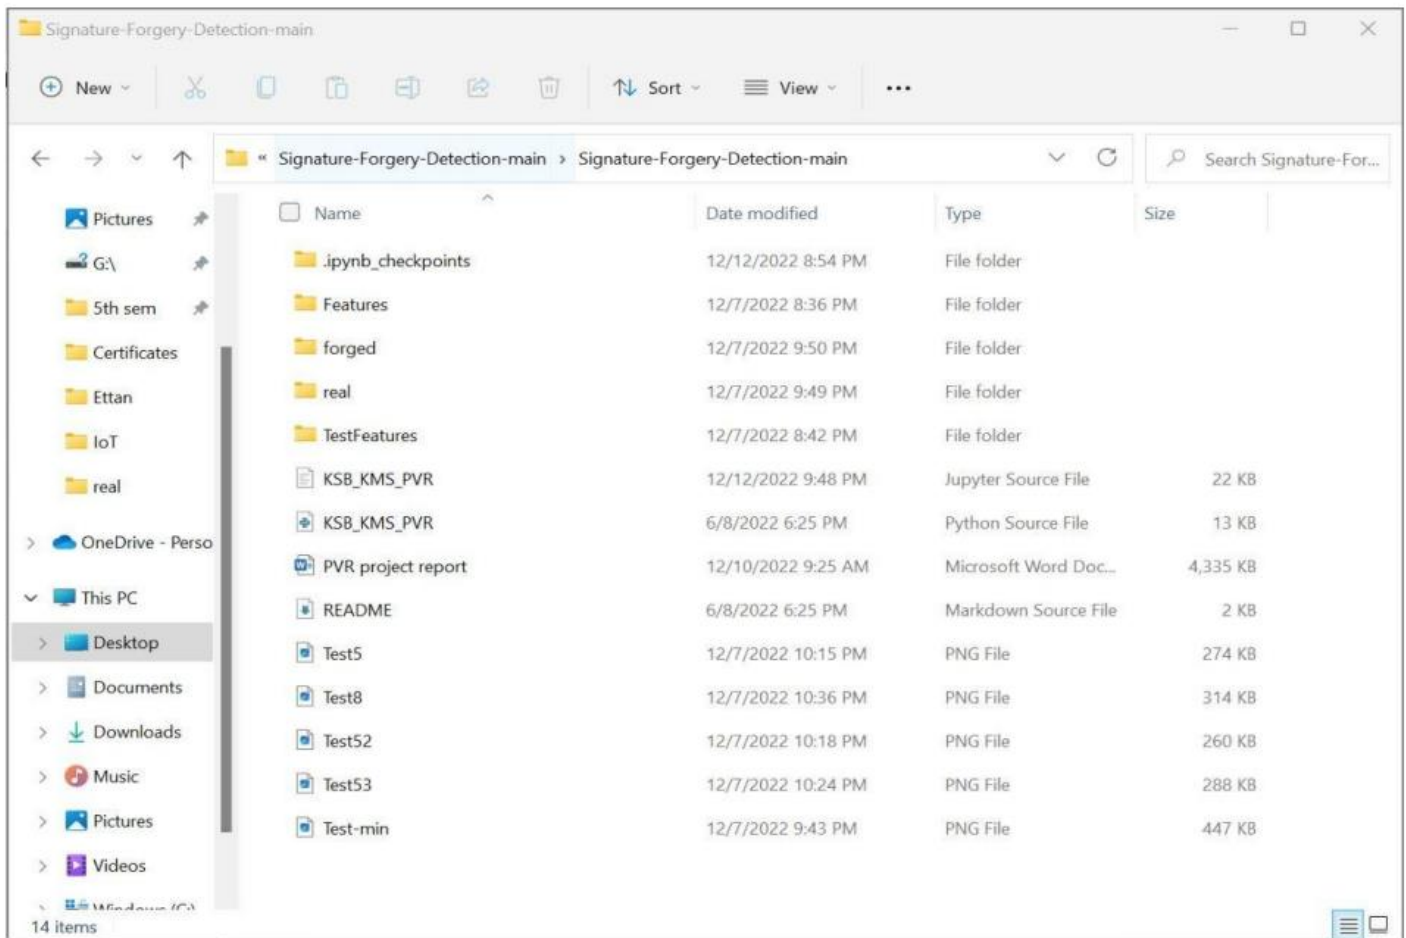 Signature-Forgery-Detection-main
New Sort View
« Signature-Forgery-Detection-main > Signature-Forgery-Detection-main Search Signature-For...
Name Date modified Type Size
Pictures
G:\
5th sem
Certificates
Ettan
IoT
real
OneDrive - Perso
This PC
Desktop
Documents
Downloads
Music
Pictures
Videos
.ipynb_checkpoints 12/12/2022 8:54 PM File folder
Features 12/7/2022 8:36 PM File folder
forged 12/7/2022 9:50 PM File folder
real 12/7/2022 9:49 PM File folder
TestFeatures 12/7/2022 8:42 PM File folder
KSB_KMS_PVR 12/12/2022 9:48 PM Jupyter Source File 22 KB
KSB_KMS_PVR 6/8/2022 6:25 PM Python Source File 13 KB
PVR project report 12/10/2022 9:25 AM Microsoft Word Doc... 4,335 KB
README 6/8/2022 6:25 PM Markdown Source File 2 KB
Test5 12/7/2022 10:15 PM PNG File 274 KB
Test8 12/7/2022 10:36 PM PNG File 314 KB
Test52 12/7/2022 10:18 PM PNG File 260 KB
Test53 12/7/2022 10:24 PM PNG File 288 KB
Test-min 12/7/2022 9:43 PM PNG File 447 KB
14 items